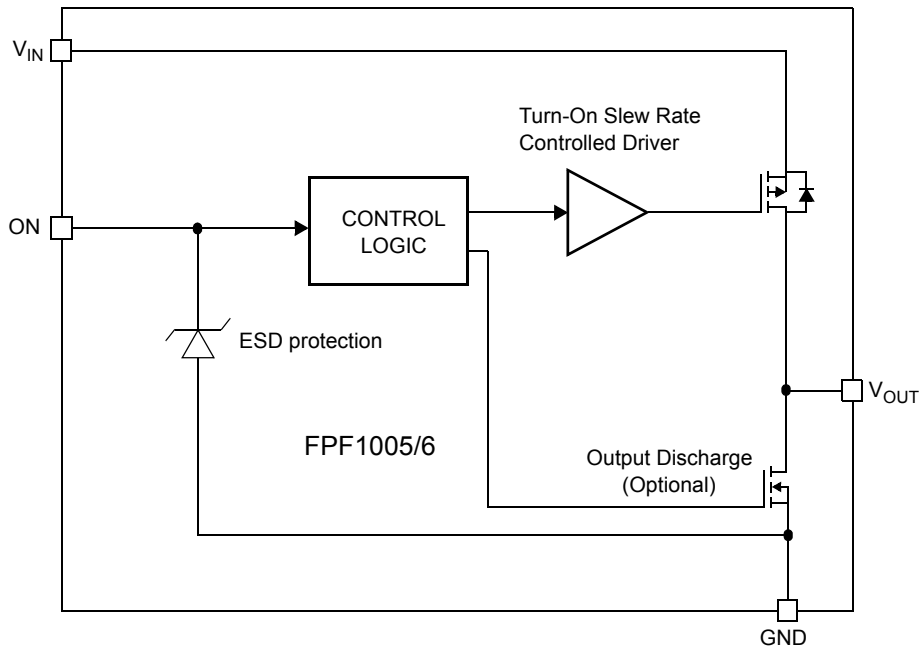 V_IN
Turn-On Slew Rate
Controlled Driver
ON
CONTROL
LOGIC
ESD protection
V_OUT
FPF1005/6
Output Discharge
(Optional)
GND